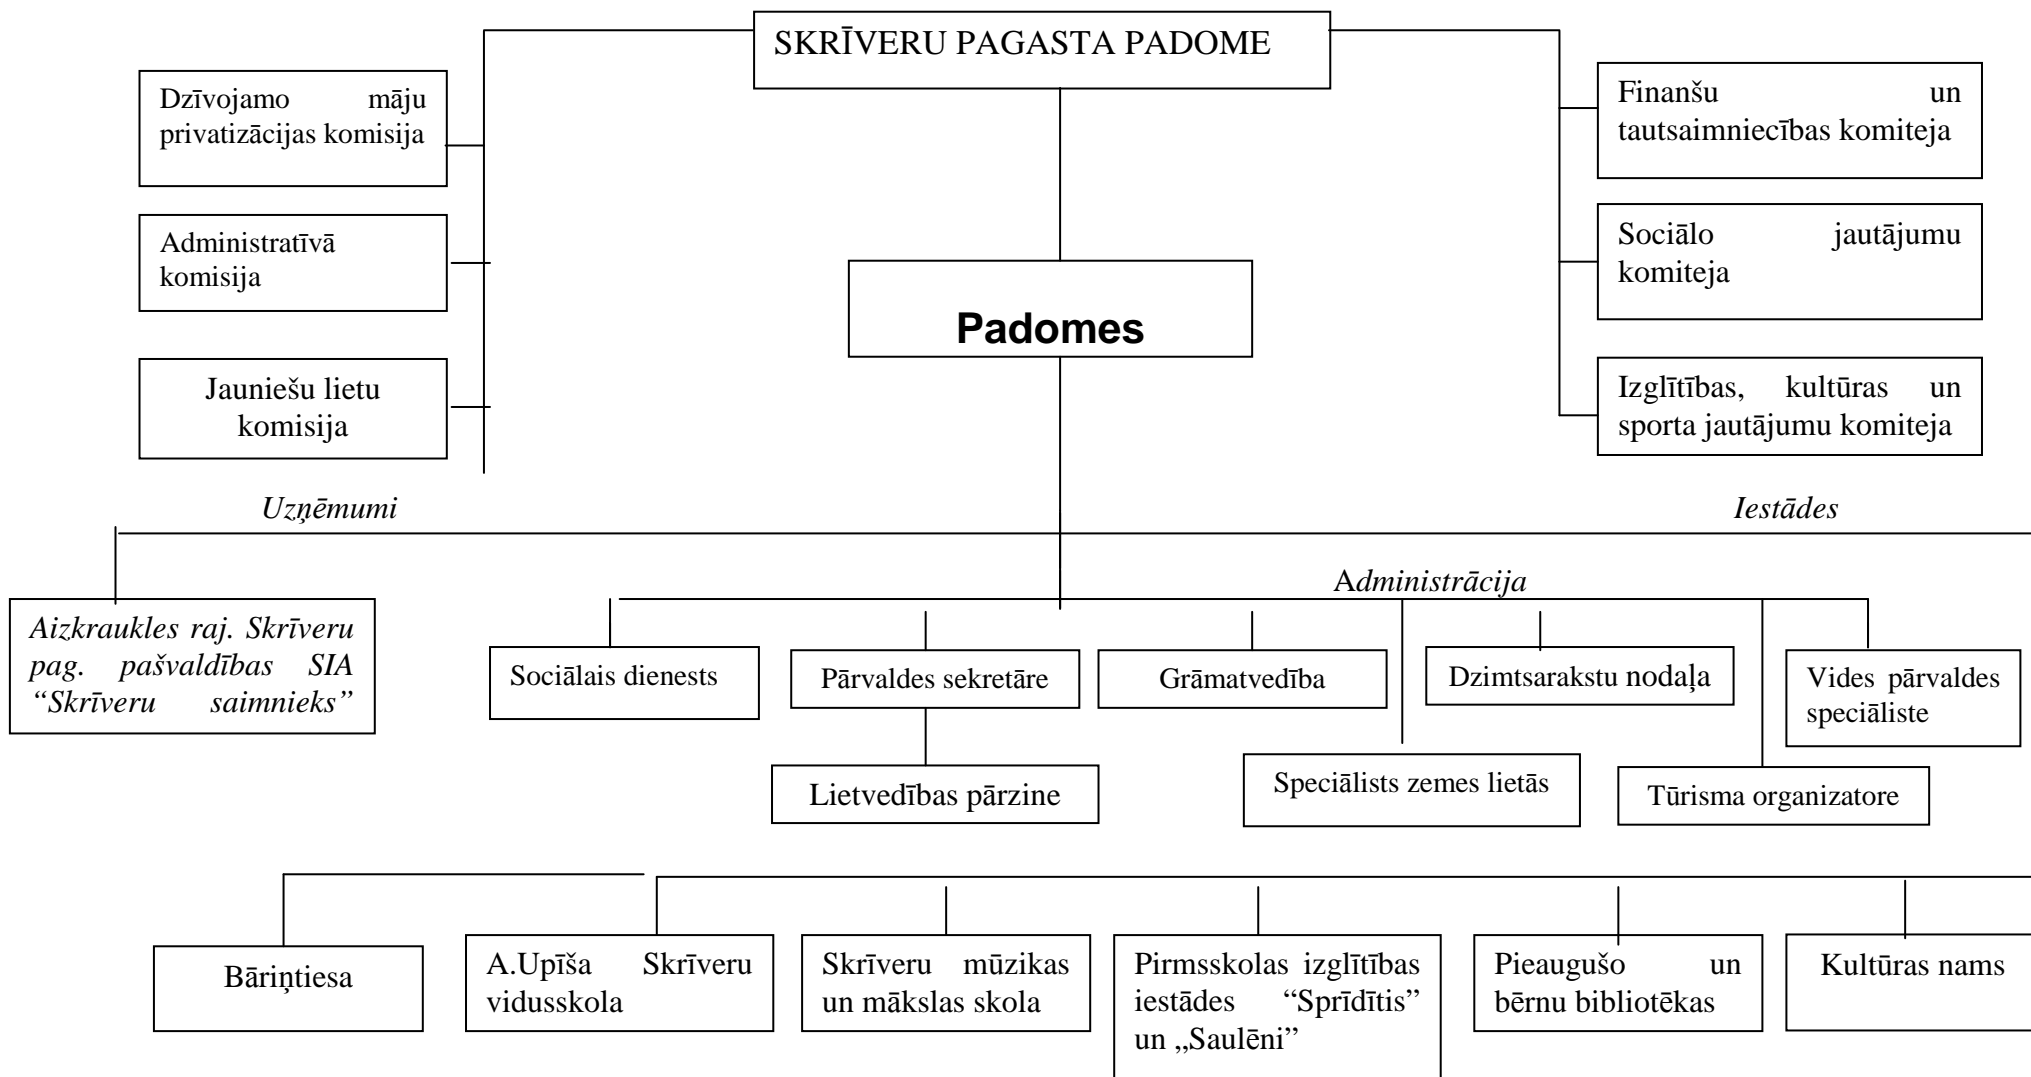 SKRĪVERU PAGASTA PADOME
Dzīvojamo māju
privatizācijas komisija
Finanšu un
tautsaimniecības komiteja
Administratīvā
komisija
Sociālo jautājumu
komiteja
Padomes
Jauniešu lietu
komisija
Izglītības, kultūras un
sporta jautājumu komiteja
Uzņēmumi
Iestādes
Administrācija
Aizkraukles raj. Skrīveru
pag. pašvaldības SIA
“Skrīveru saimnieks”
Sociālais dienests
Pārvaldes sekretāre
Grāmatvedība
Dzimtsarakstu nodaļa
Vides pārvaldes
speciāliste
Lietvedības pārzine
Speciālists zemes lietās
Tūrisma organizatore
Bāriņtiesa
A.Upīša Skrīveru
vidusskola
Skrīveru mūzikas
un mākslas skola
Pirmsskolas izglītības
iestādes “Sprīdītis”
un „Saulēni”
Pieaugušo un
bērnu bibliotēkas
Kultūras nams